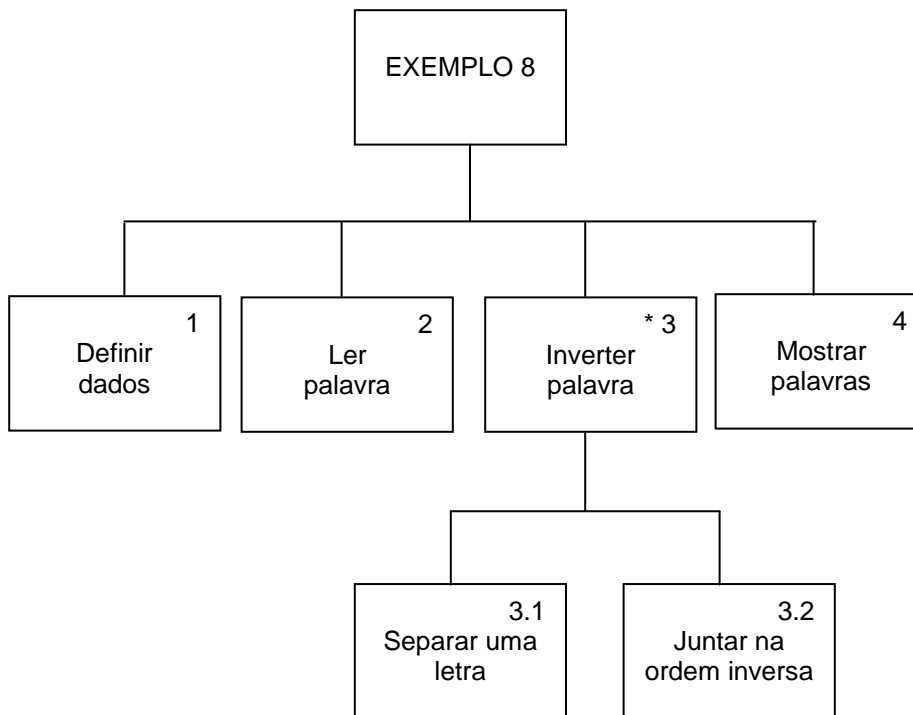 EXEMPLO 8
1
Definir
dados
2
Ler
palavra
* 3
Inverter
palavra
4
Mostrar
palavras
3.1
Separar uma
letra
3.2
Juntar na
ordem inversa